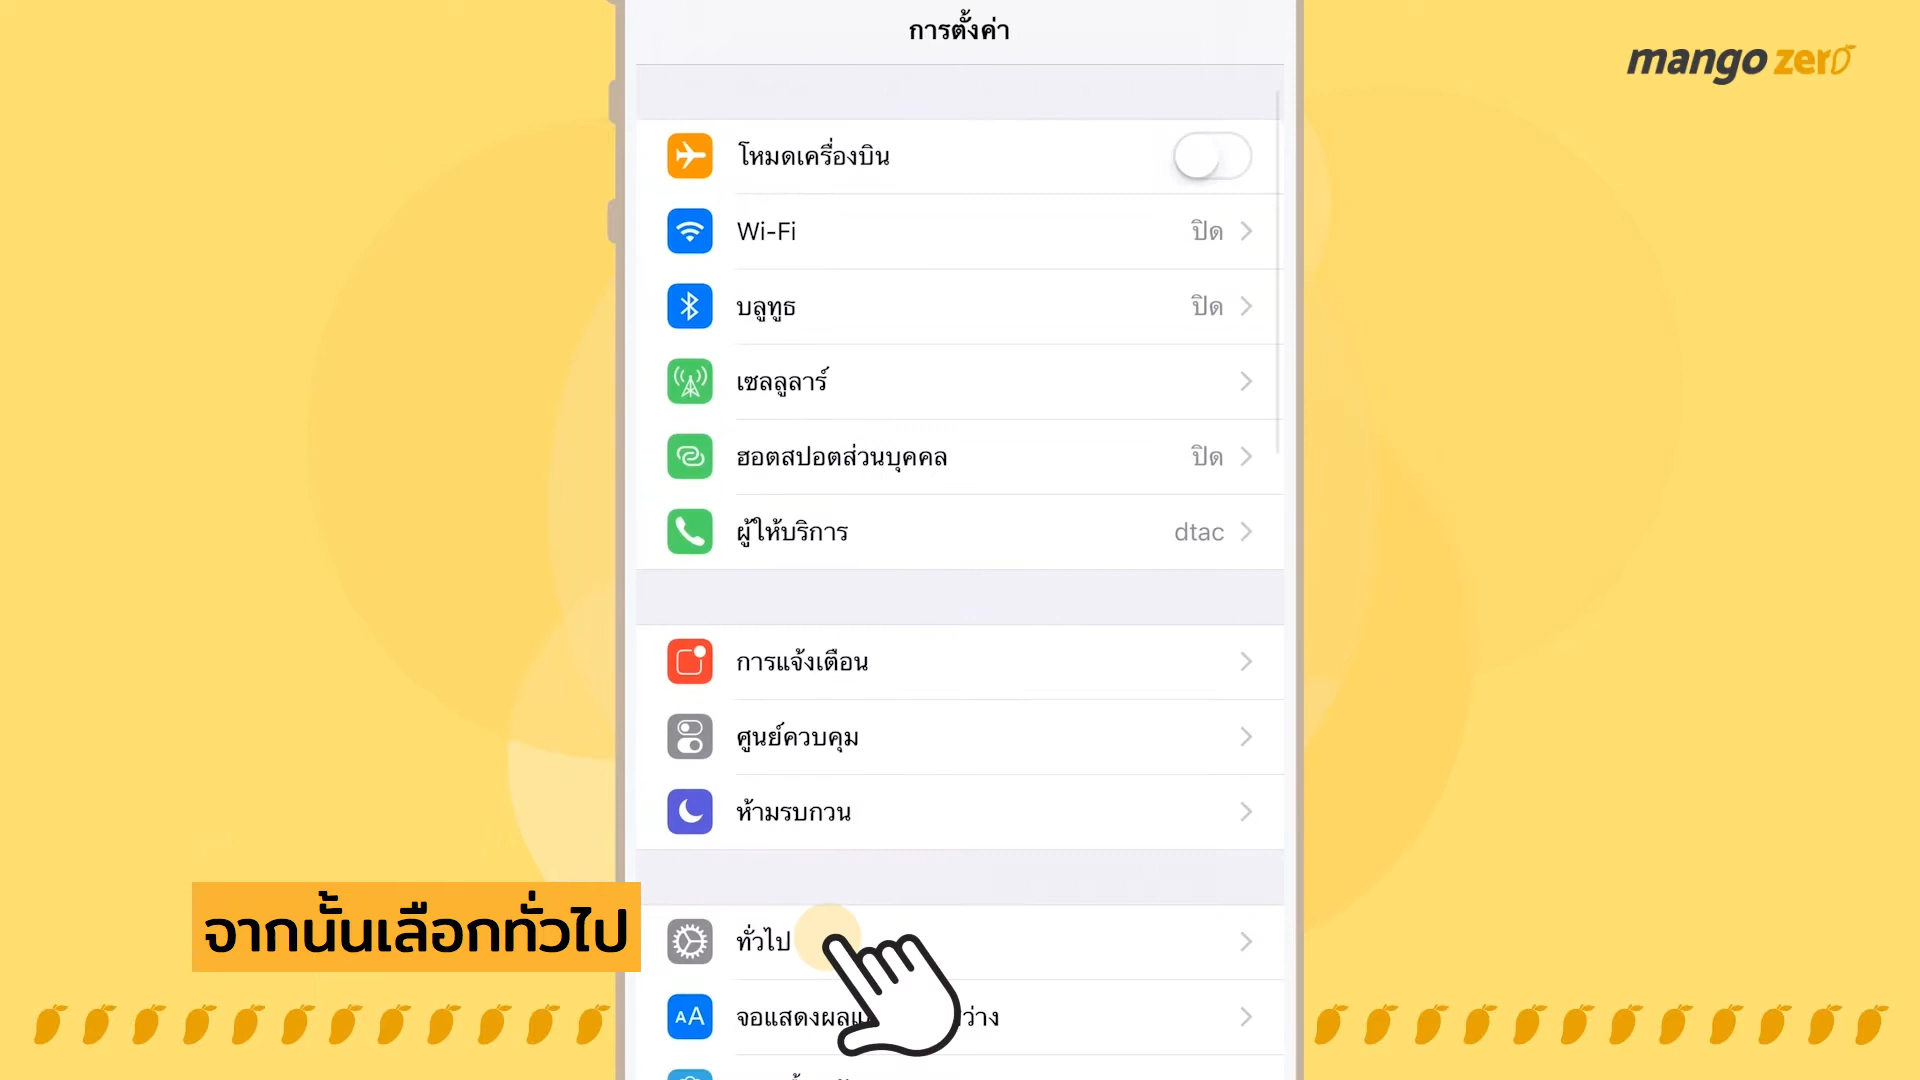 การตั้งค่า
mango zero
โหมดเครื่องบิน
Wi-Fi ปิด
บลูทูธ ปิด
เซลลูลาร์
ฮอตสปอตส่วนบุคคล ปิด
ผู้ให้บริการ dtac
การแจ้งเตือน
ศูนย์ควบคุม
ห้ามรบกวน
จากนั้นเลือกทั่วไป
ทั่วไป
AA จอแสดงผล